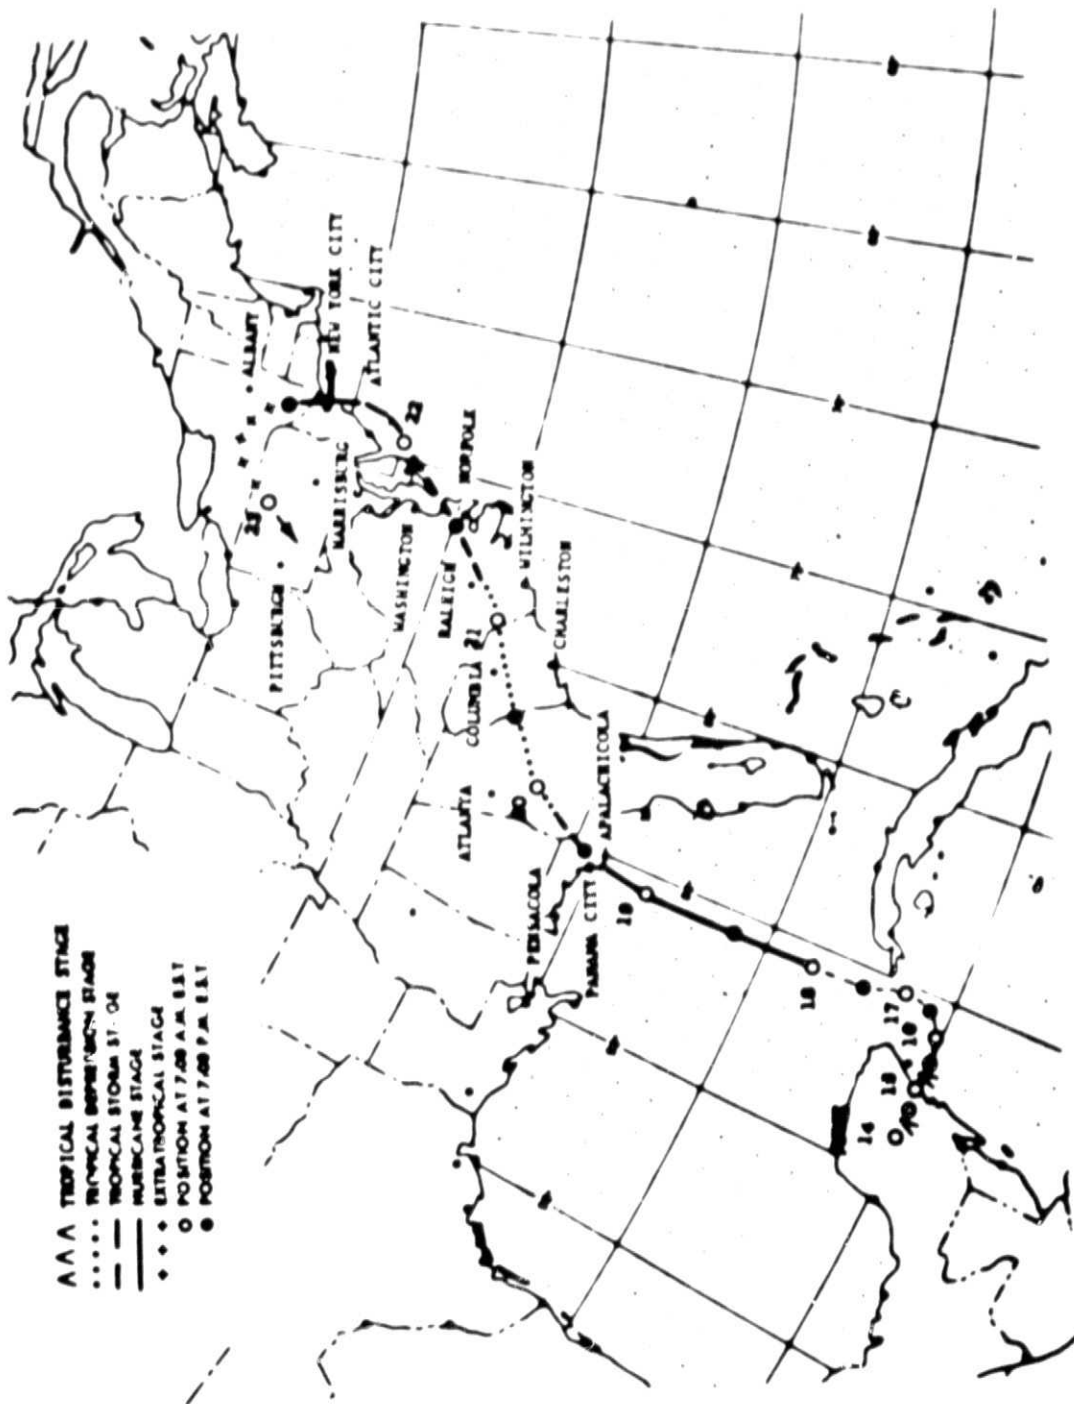 TROPICAL DISTURBANCE STAGE
TROPICAL DEPRESSION STAGE
TROPICAL STORM
HURRICANE STAGE
EXTRATROPICAL STAGE
POSITION AT 7:00 A.M. E.S.T
POSITION AT 7:00 P.M. E.S.T
ALBANY
NEW YORK CITY
ATLANTIC CITY
HARRISBURG
PITTSBURGH
WASHINGTON
NORFOLK
RALEIGH
WILMINGTON
COLUMBIA
CHARLESTON
ATLANTA
APALACHICOLA
PENSACOLA
PANAMA CITY
14
17
18
19
21
22
23